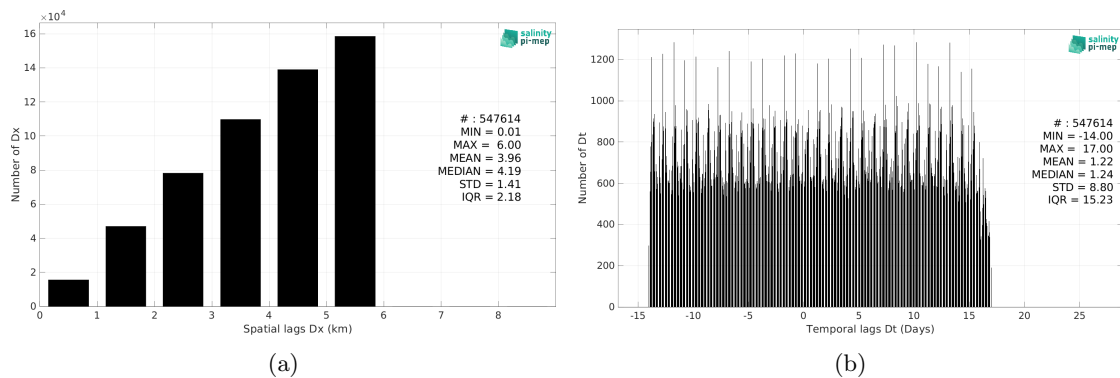 ×10⁴
16
14
12
10
8
6
4
2
0
Number of Dx
0 1 2 3 4 5 6 7 8
Spatial lags Dx (km)
salinity
pi-mep
# : 547614
MIN = 0.01
MAX = 6.00
MEAN = 3.96
MEDIAN = 4.19
STD = 1.41
IQR = 2.18
(a)
1200
1000
800
600
400
200
0
Number of Dt
-15 -10 -5 0 5 10 15 20 25
Temporal lags Dt (Days)
salinity
pi-mep
# : 547614
MIN = -14.00
MAX = 17.00
MEAN = 1.22
MEDIAN = 1.24
STD = 8.80
IQR = 15.23
(b)